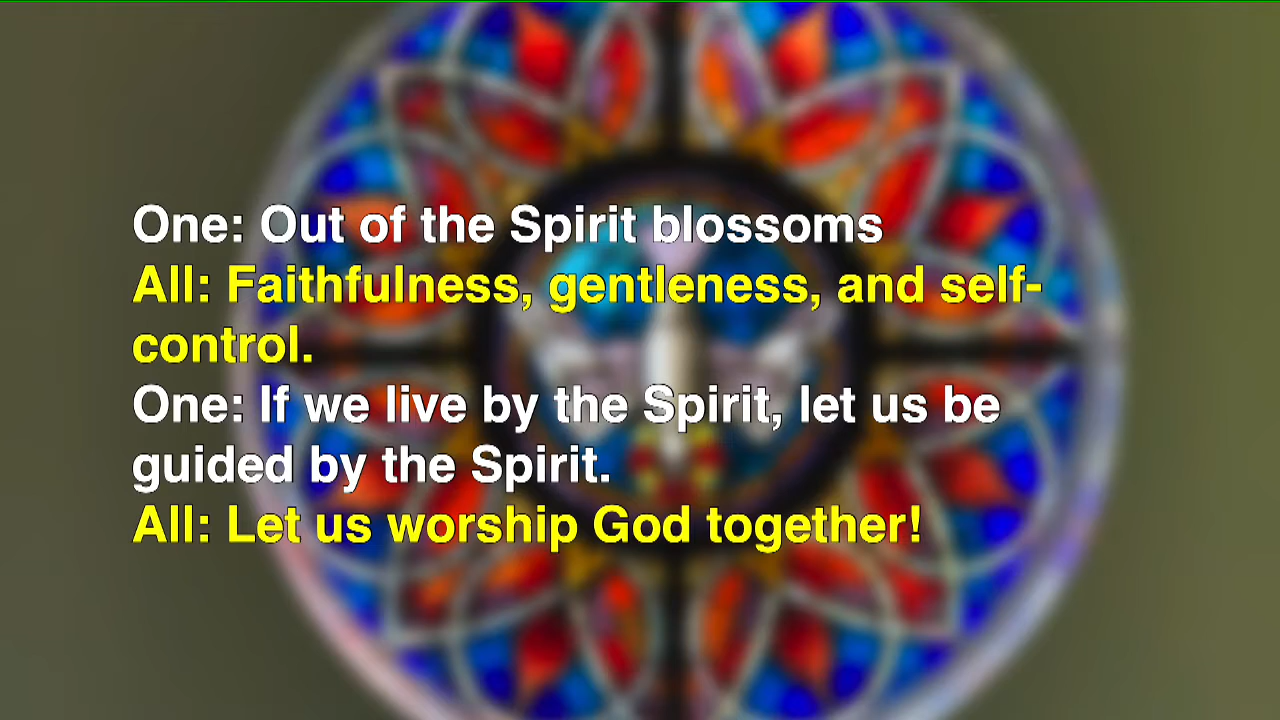 One: Out of the Spirit blossoms
All: Faithfulness, gentleness, and self-
control.
One: If we live by the Spirit, let us be
guided by the Spirit.
All: Let us worship God together!